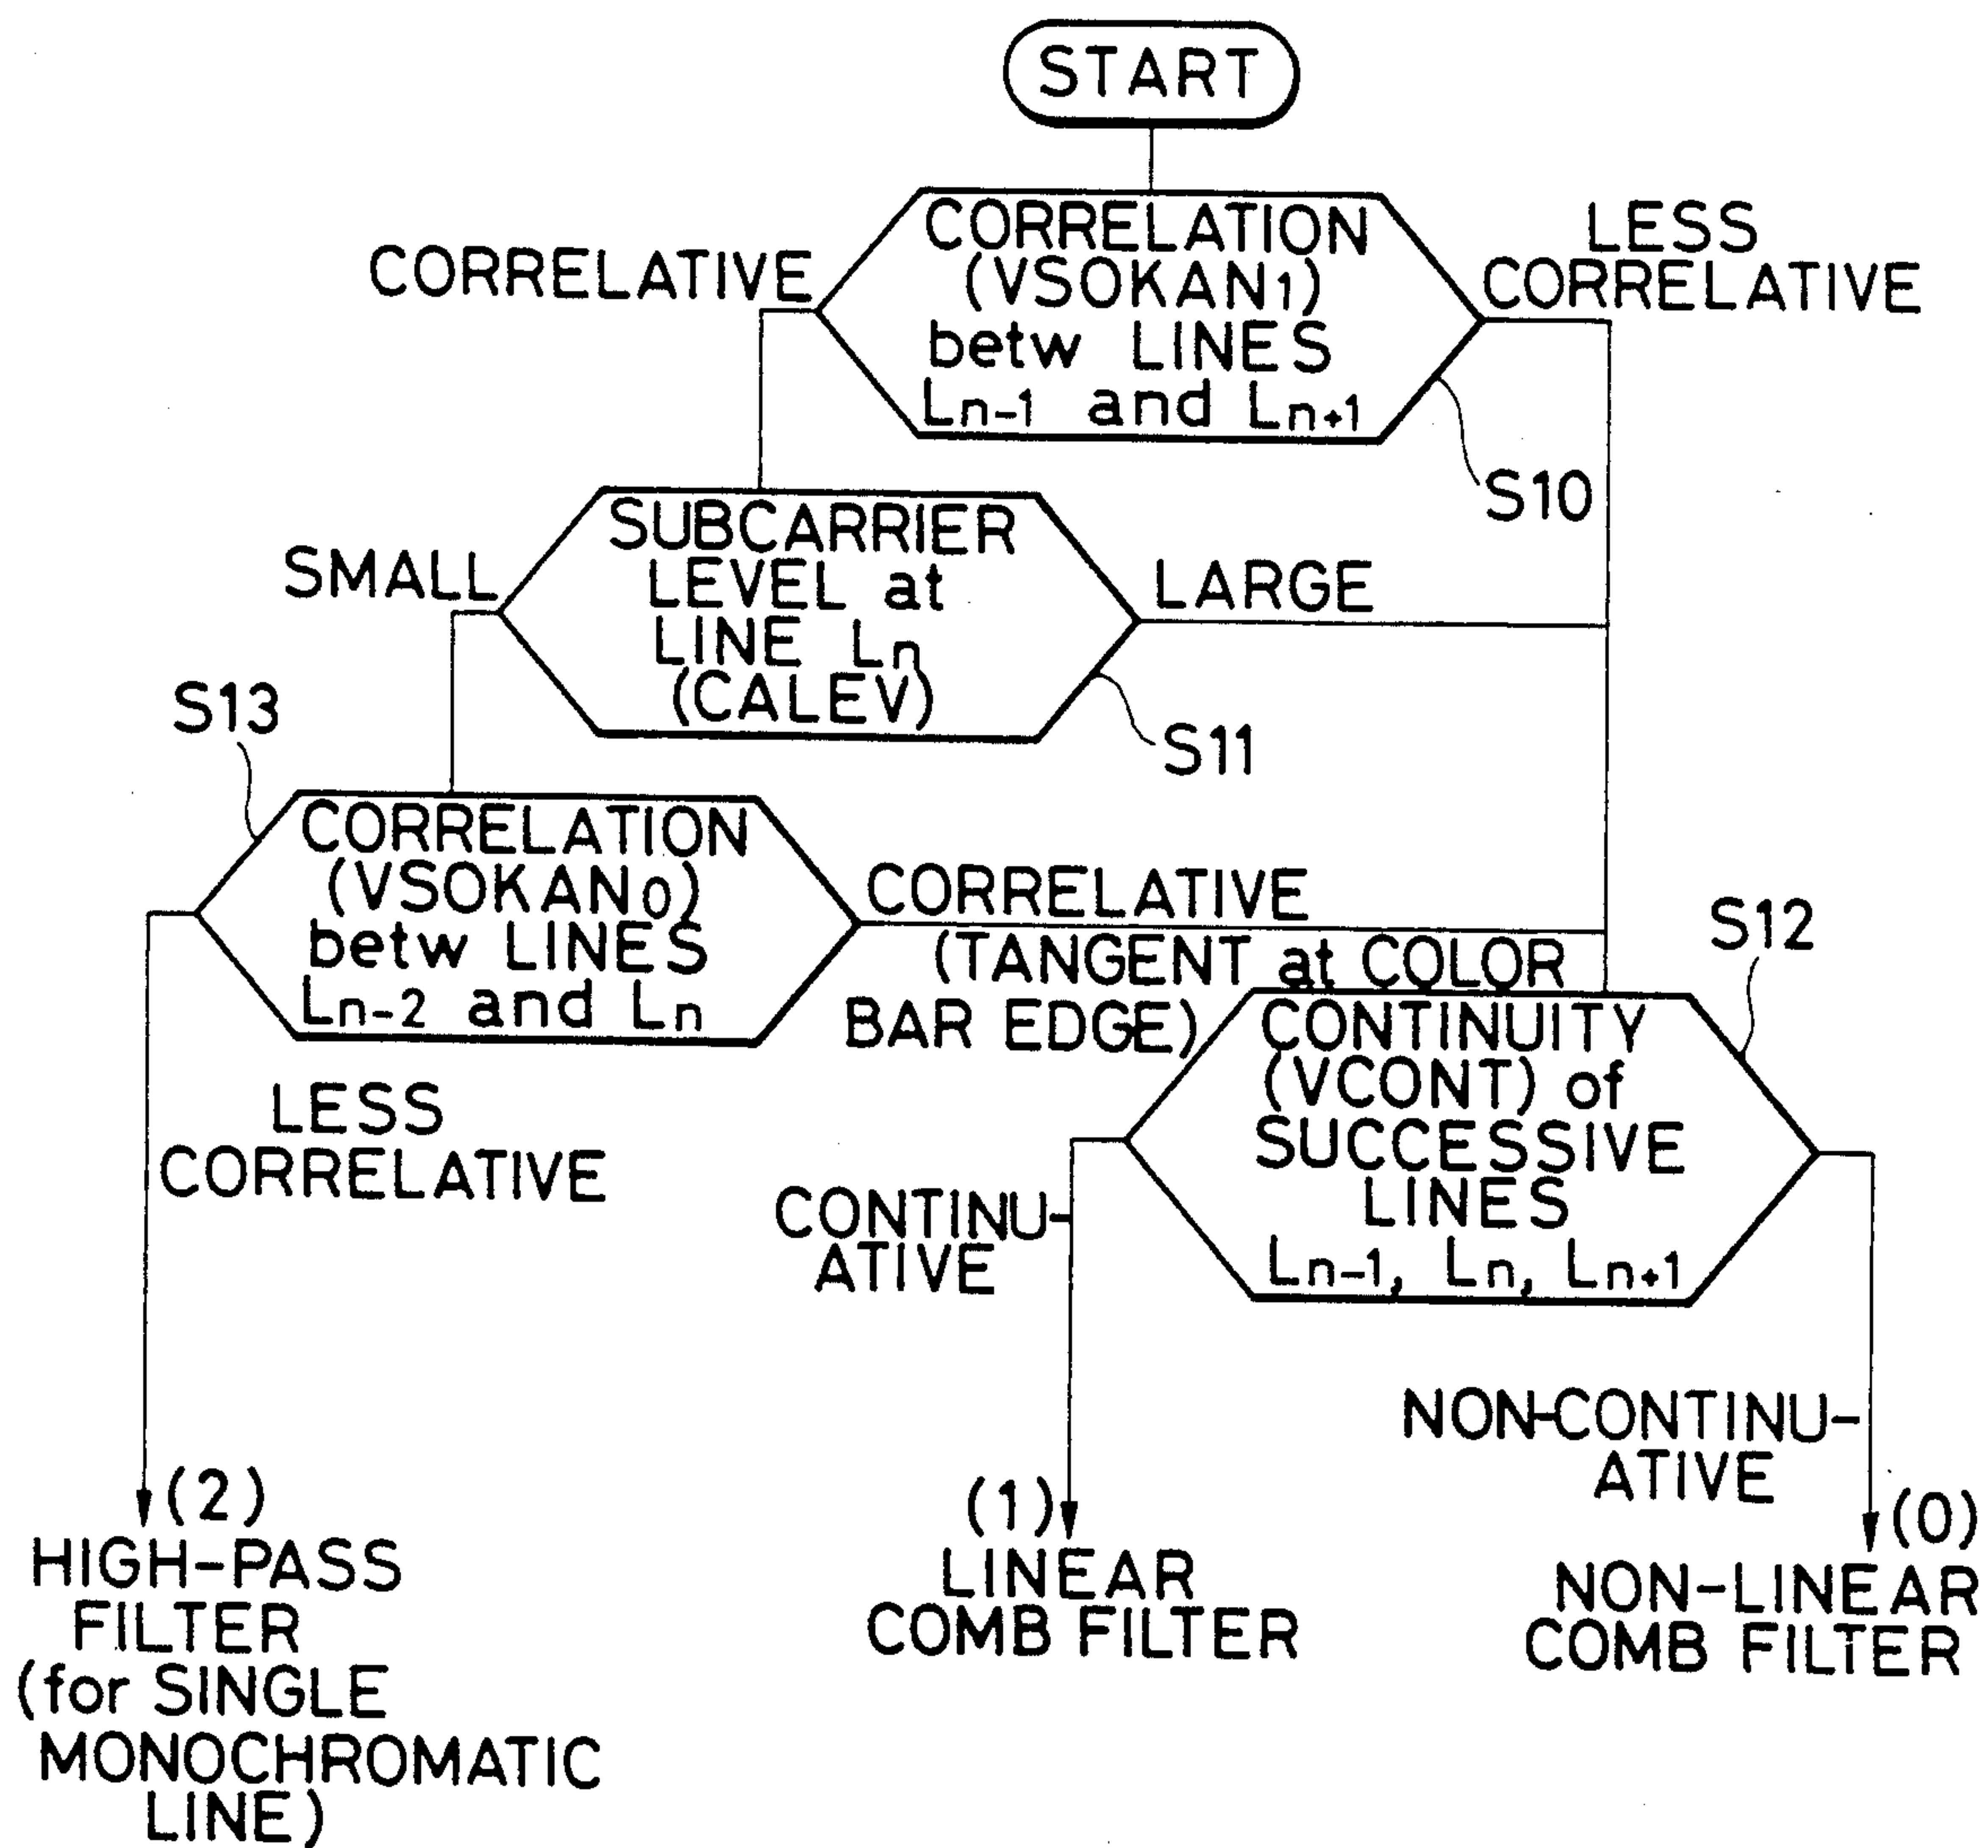 START
CORRELATION
(VSOKAN1)
betw LINES
Ln-1 and Ln+1
CORRELATIVE
LESS
CORRELATIVE
S10
SUBCARRIER
LEVEL at
LINE Ln
(CALEV)
SMALL
LARGE
S11
S13
CORRELATION
(VSOKAN0)
betw LINES
Ln-2 and Ln
CORRELATIVE
(TANGENT at COLOR
BAR EDGE)
LESS
CORRELATIVE
S12
CONTINUITY
(VCONT) of
SUCCESSIVE
LINES
Ln-1, Ln, Ln+1
CONTINU-
ATIVE
NON-CONTINU-
ATIVE
(2)
HIGH-PASS
FILTER
(for SINGLE
MONOCHROMATIC
LINE)
(1)
LINEAR
COMB FILTER
(0)
NON-LINEAR
COMB FILTER